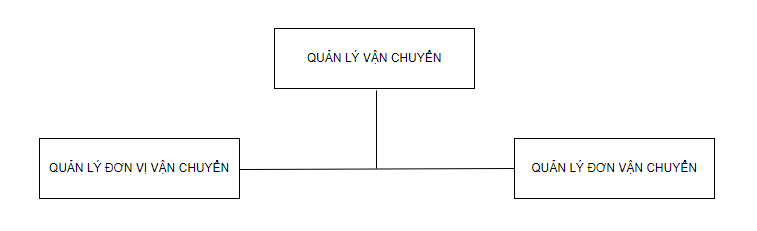 QUẢN LÝ VẬN CHUYỂN
QUẢN LÝ ĐƠN VỊ VẬN CHUYỂN
QUẢN LÝ ĐƠN VẬN CHUYỂN